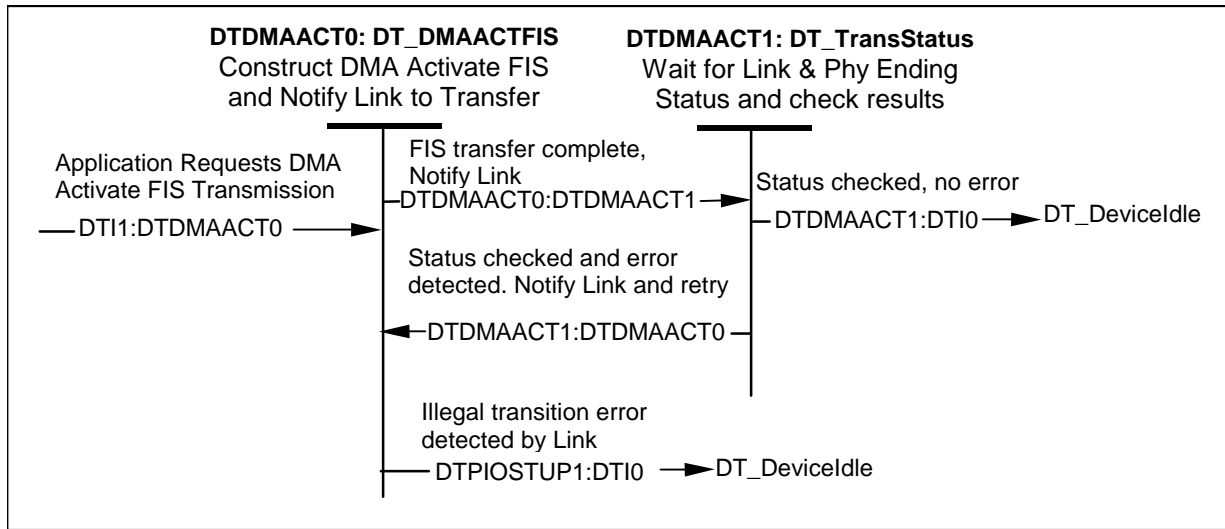 DTDMAACT0: DT_DMAACTFIS
Construct DMA Activate FIS
and Notify Link to Transfer
DTDMAACT1: DT_TransStatus
Wait for Link & Phy Ending
Status and check results
Application Requests DMA
Activate FIS Transmission
DTI1:DTDMAACT0
FIS transfer complete,
Notify Link
DTDMAACT0:DTDMAACT1
Status checked, no error
DTDMAACT1:DTI0
DT_DeviceIdle
Status checked and error
detected. Notify Link and retry
DTDMAACT1:DTDMAACT0
Illegal transition error
detected by Link
DTPIOSTUP1:DTI0
DT_DeviceIdle